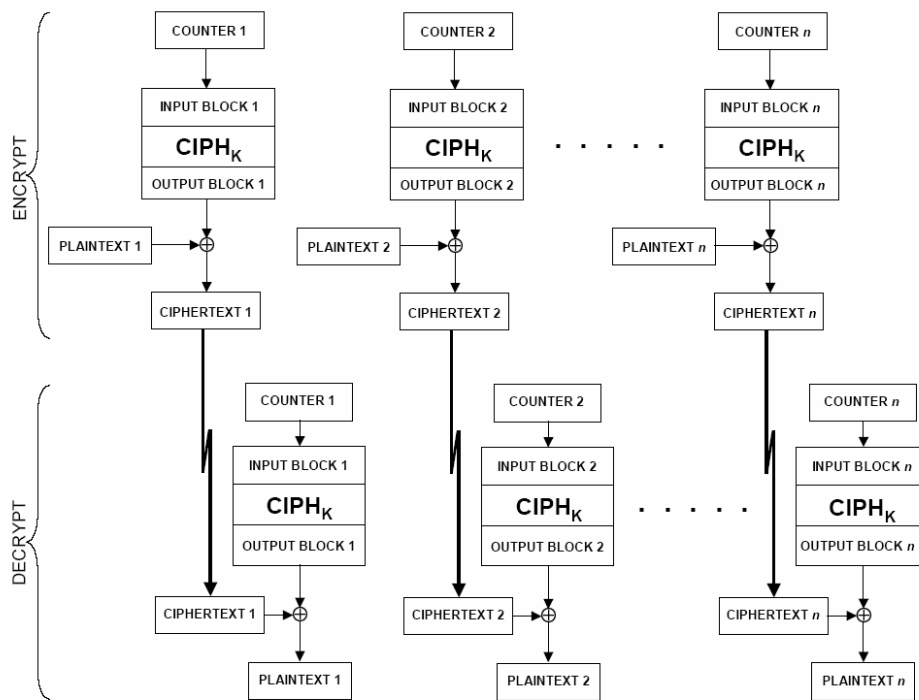 ENCRYPT
COUNTER 1 COUNTER 2 COUNTER n
INPUT BLOCK 1 INPUT BLOCK 2 INPUT BLOCK n
CIPHK CIPHK . . . . . CIPHK
OUTPUT BLOCK 1 OUTPUT BLOCK 2 OUTPUT BLOCK n
PLAINTEXT 1 PLAINTEXT 2 PLAINTEXT n
CIPHERTEXT 1 CIPHERTEXT 2 CIPHERTEXT n
DECRYPT
COUNTER 1 COUNTER 2 COUNTER n
INPUT BLOCK 1 INPUT BLOCK 2 INPUT BLOCK n
CIPHK CIPHK . . . . . CIPHK
OUTPUT BLOCK 1 OUTPUT BLOCK 2 OUTPUT BLOCK n
CIPHERTEXT 1 CIPHERTEXT 2 CIPHERTEXT n
PLAINTEXT 1 PLAINTEXT 2 PLAINTEXT n